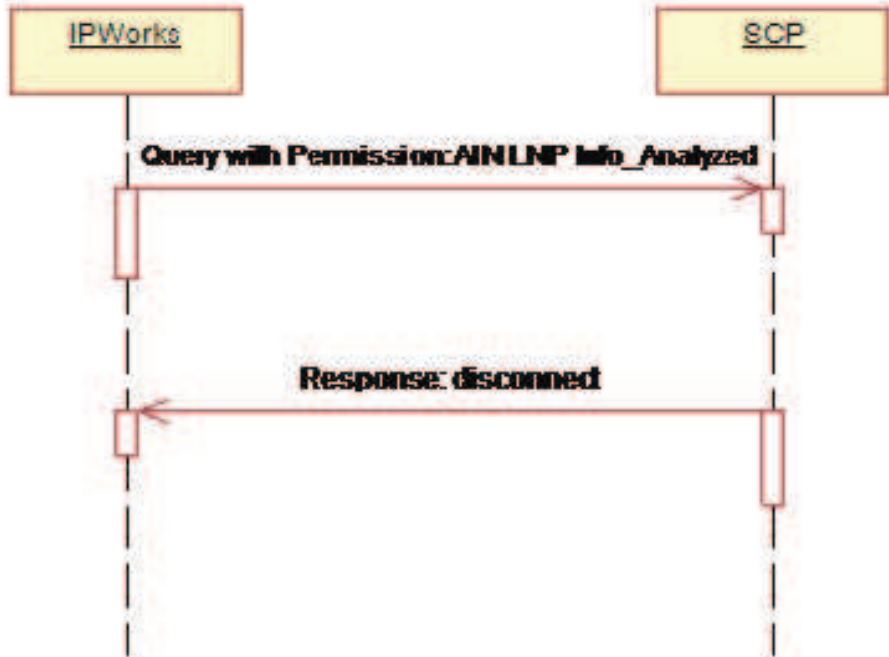 IPWorks
SCP
Query with Permission:AIN LNP Info_Analyzed
Response: disconnect